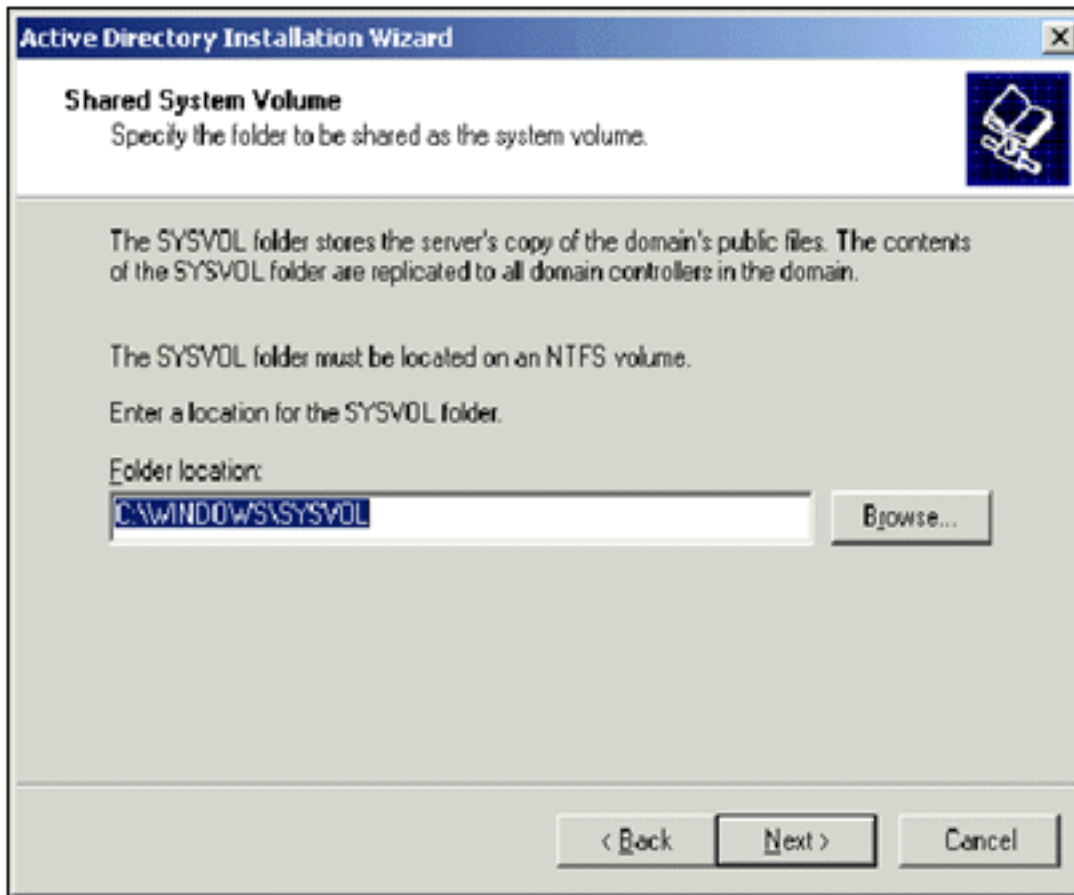 Active Directory Installation Wizard
Shared System Volume
Specify the folder to be shared as the system volume.
The SYSVOL folder stores the server's copy of the domain's public files. The contents
of the SYSVOL folder are replicated to all domain controllers in the domain.
The SYSVOL folder must be located on an NTFS volume.
Enter a location for the SYSVOL folder.
Folder location:
C:\WINDOWS\SYSVOL
Browse...
< Back
Next >
Cancel